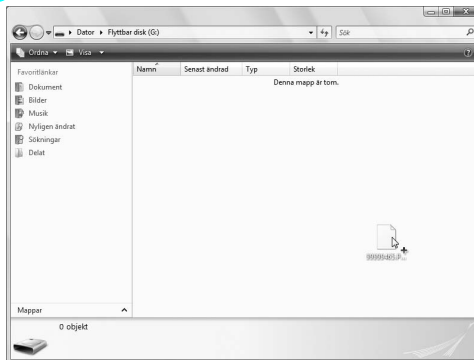 Dator ▸ Flyttbar disk (G:)
Sök
Ordna Visa
Favoritlänkar
Namn Senast ändrad Typ Storlek
Denna mapp är tom.
Dokument
Bilder
Musik
Nyligen ändrat
Sökningar
Delat
Mappar
0 objekt